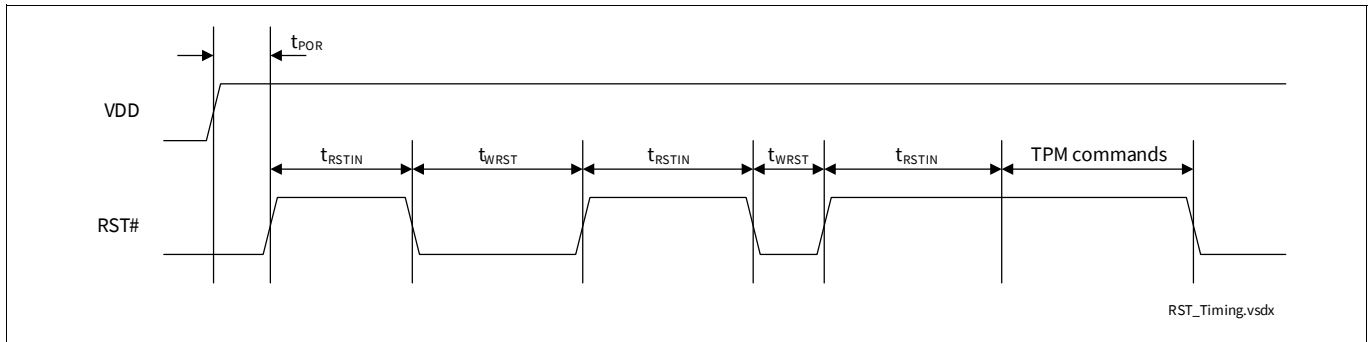 tPOR
VDD
tRSTIN tWRST tRSTIN tWRST tRSTIN TPM commands
RST#
RST_Timing.vsdx